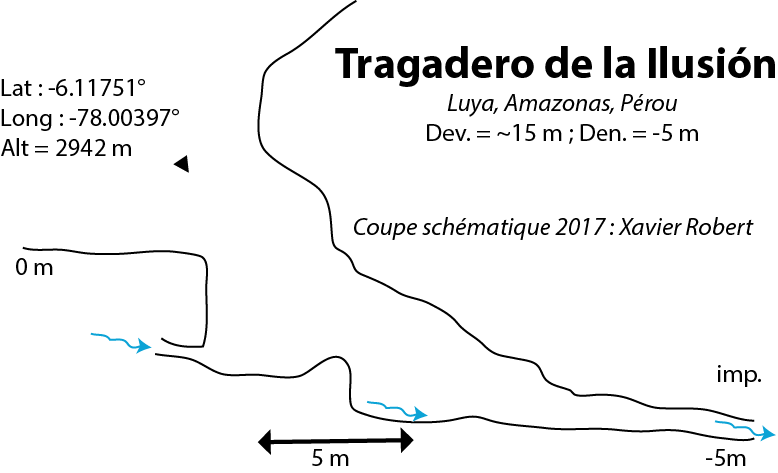 Tragadero de la Ilusión
Luya, Amazonas, Pérou
Dev. = ~15 m ; Den. = -5 m
Lat : -6.11751°
Long : -78.00397°
Alt = 2942 m
Coupe schématique 2017 : Xavier Robert
0 m
imp.
5 m
-5m